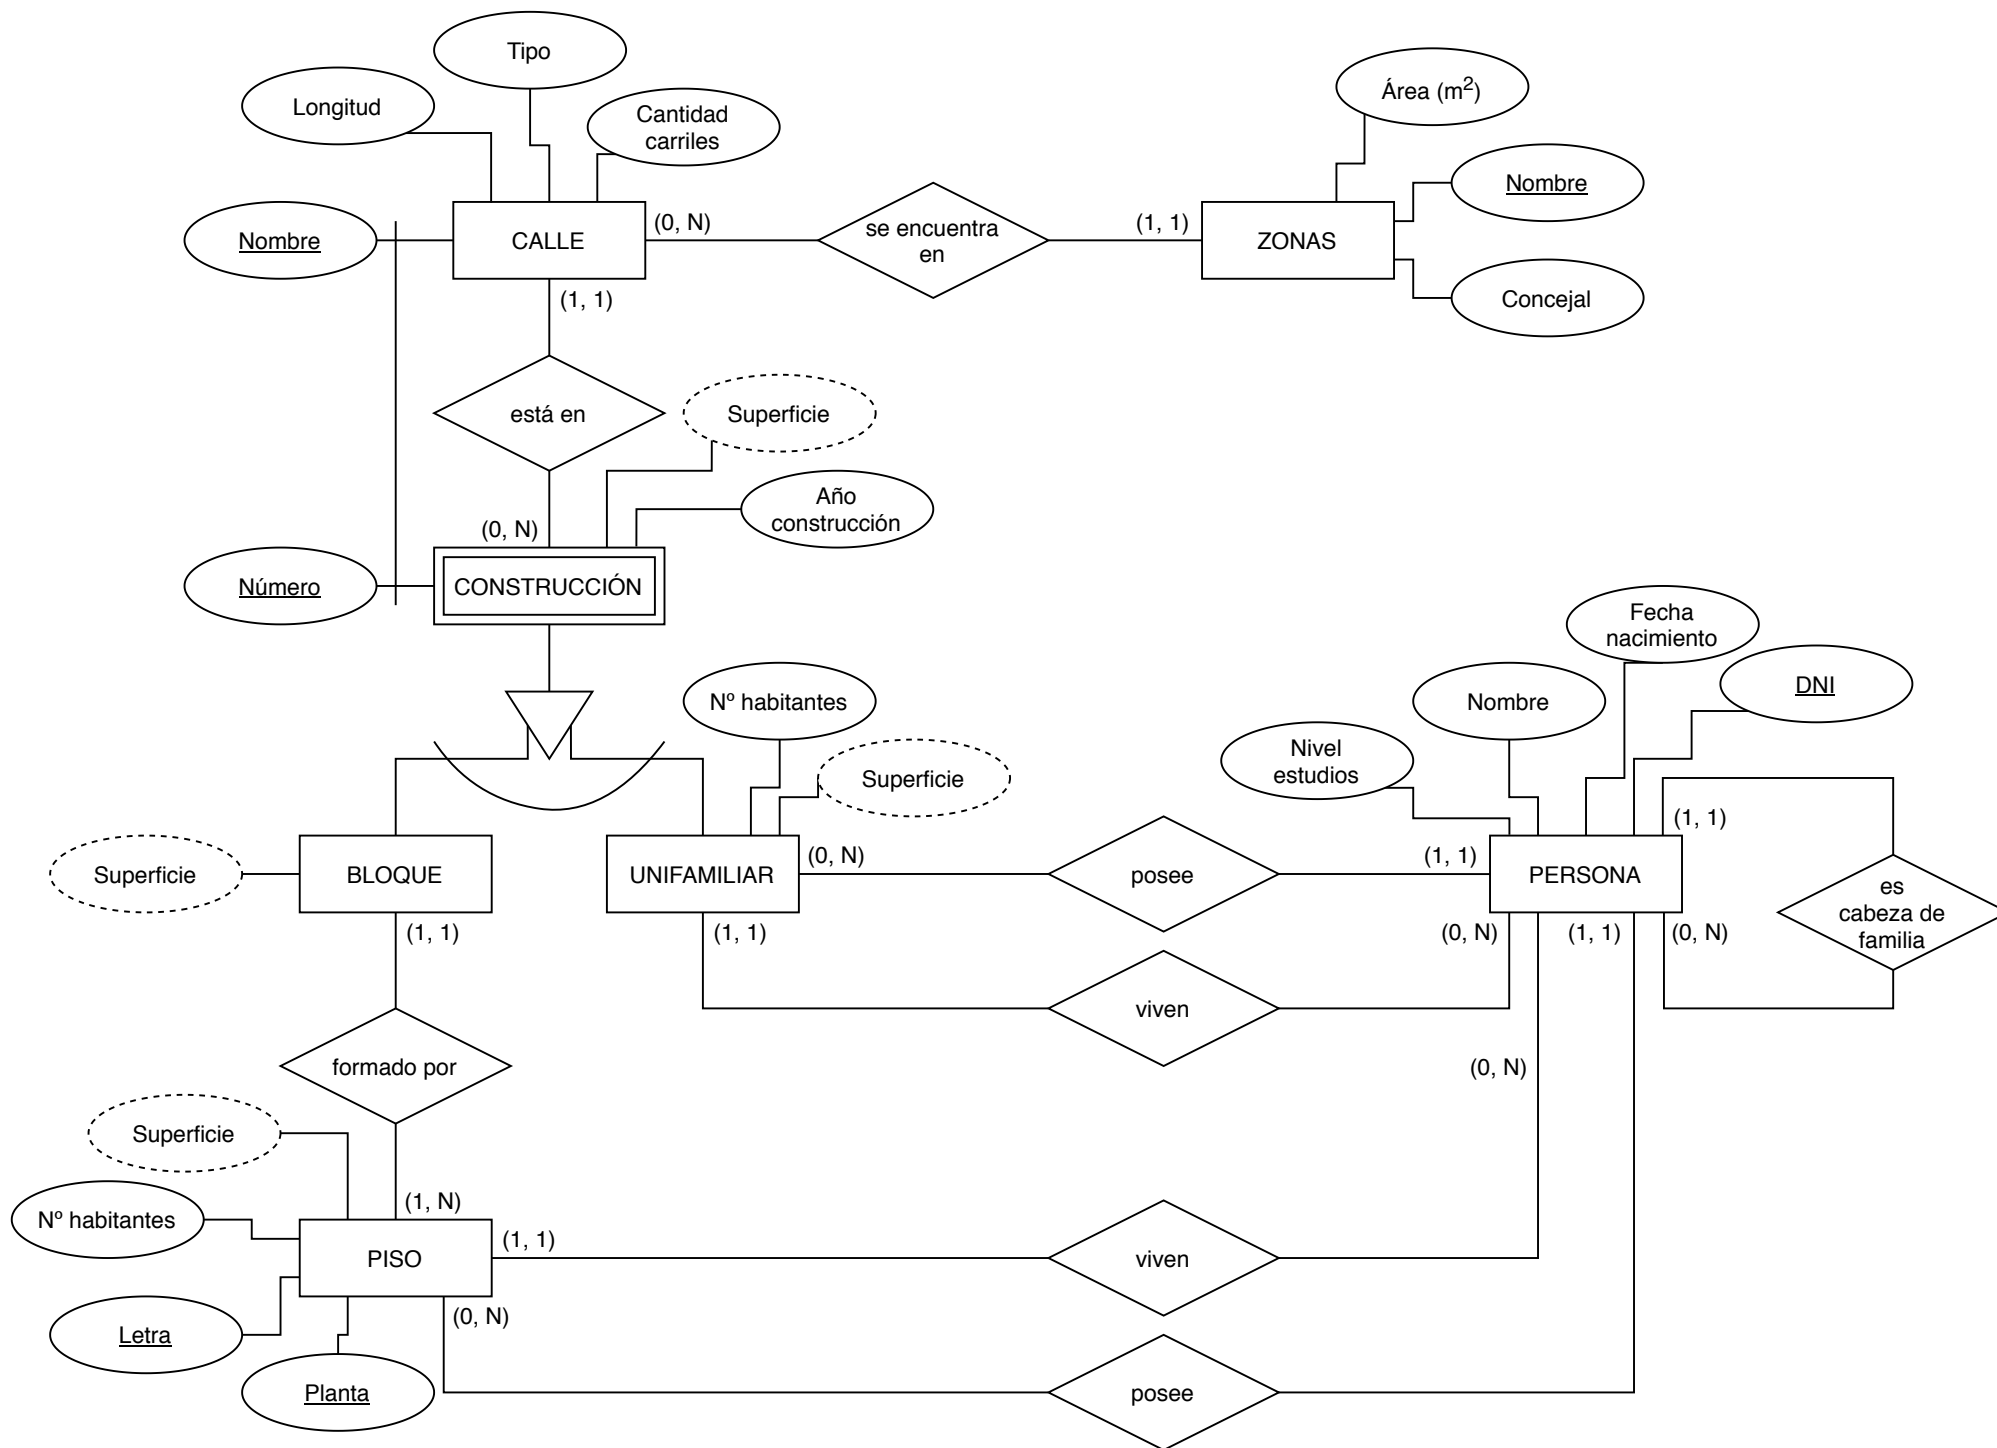 Tipo
Longitud
Cantidad
carriles
Área (m²)
Nombre
Nombre
CALLE
(0, N)
se encuentra
en
(1, 1)
ZONAS
Concejal
(1, 1)
está en
Superficie
Año
construcción
(0, N)
Número
CONSTRUCCIÓN
Fecha
nacimiento
DNI
Nº habitantes
Nombre
Nivel
estudios
Superficie
(1, 1)
Superficie
BLOQUE
UNIFAMILIAR
(0, N)
posee
(1, 1)
PERSONA
es
cabeza de
familia
(1, 1)
(1, 1)
(0, N)
(1, 1)
(0, N)
viven
formado por
(0, N)
Superficie
(1, N)
Nº habitantes
(1, 1)
PISO
viven
(0, N)
Letra
Planta
posee